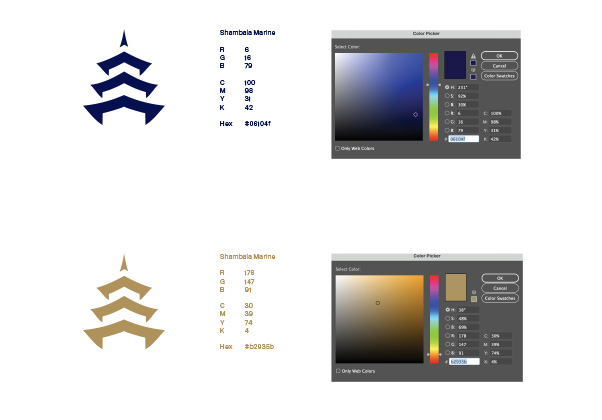 Shambala Marine
R 6
G 16
B 79
C 100
M 98
Y 31
K 42
Hex #06104f
Color Picker
Select Color:
OK
Cancel
Color Swatches
H: 231°
S: 92%
B: 30%
R: 6 C: 100%
G: 16 M: 98%
B: 79 Y: 31%
# 06104f K: 42%
Only Web Colors
Shambala Marine
R 178
G 147
B 91
C 30
M 39
Y 74
K 4
Hex #b2935b
Color Picker
Select Color:
OK
Cancel
Color Swatches
H: 38°
S: 48%
B: 69%
R: 178 C: 30%
G: 147 M: 39%
B: 91 Y: 74%
# b2935b K: 4%
Only Web Colors